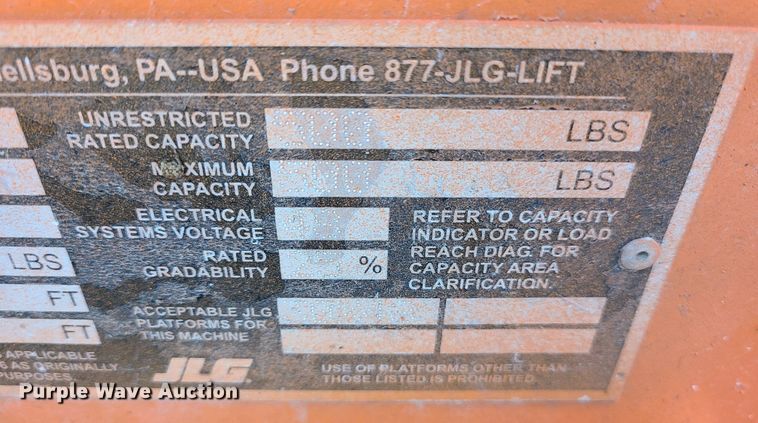 ellsburg, PA--USA Phone 877-JLG-LIFT
UNRESTRICTED
RATED CAPACITY LBS
MAXIMUM
CAPACITY LBS
ELECTRICAL
SYSTEMS VOLTAGE
RATED
GRADABILITY %
REFER TO CAPACITY
INDICATOR OR LOAD
REACH DIAG. FOR
CAPACITY AREA
CLARIFICATION.
LBS
FT
FT
ACCEPTABLE JLG
PLATFORMS FOR
THIS MACHINE
APPLICABLE
6 AS ORIGINALLY
PURPOSES.
JLG
USE OF PLATFORMS OTHER THAN
THOSE LISTED IS PROHIBITED.
Purple Wave Auction